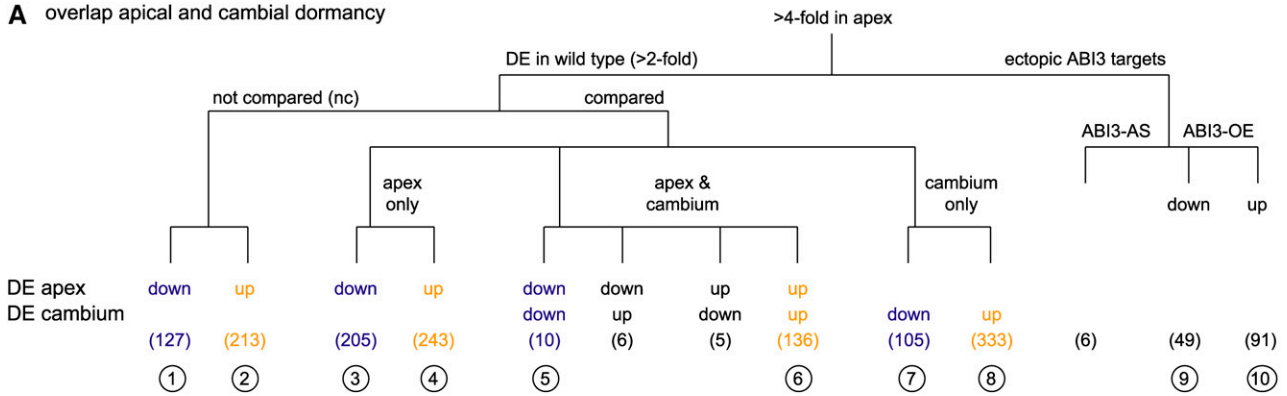 A overlap apical and cambial dormancy
>4-fold in apex
DE in wild type (>2-fold)
ectopic ABI3 targets
not compared (nc)
compared
ABI3-AS
ABI3-OE
apex
only
apex &
cambium
cambium
only
down up
DE apex down up down up down down up up
DE cambium down up down up down up
(127) (213) (205) (243) (10) (6) (5) (136) (105) (333) (6) (49) (91)
1 2 3 4 5 6 7 8 9 10